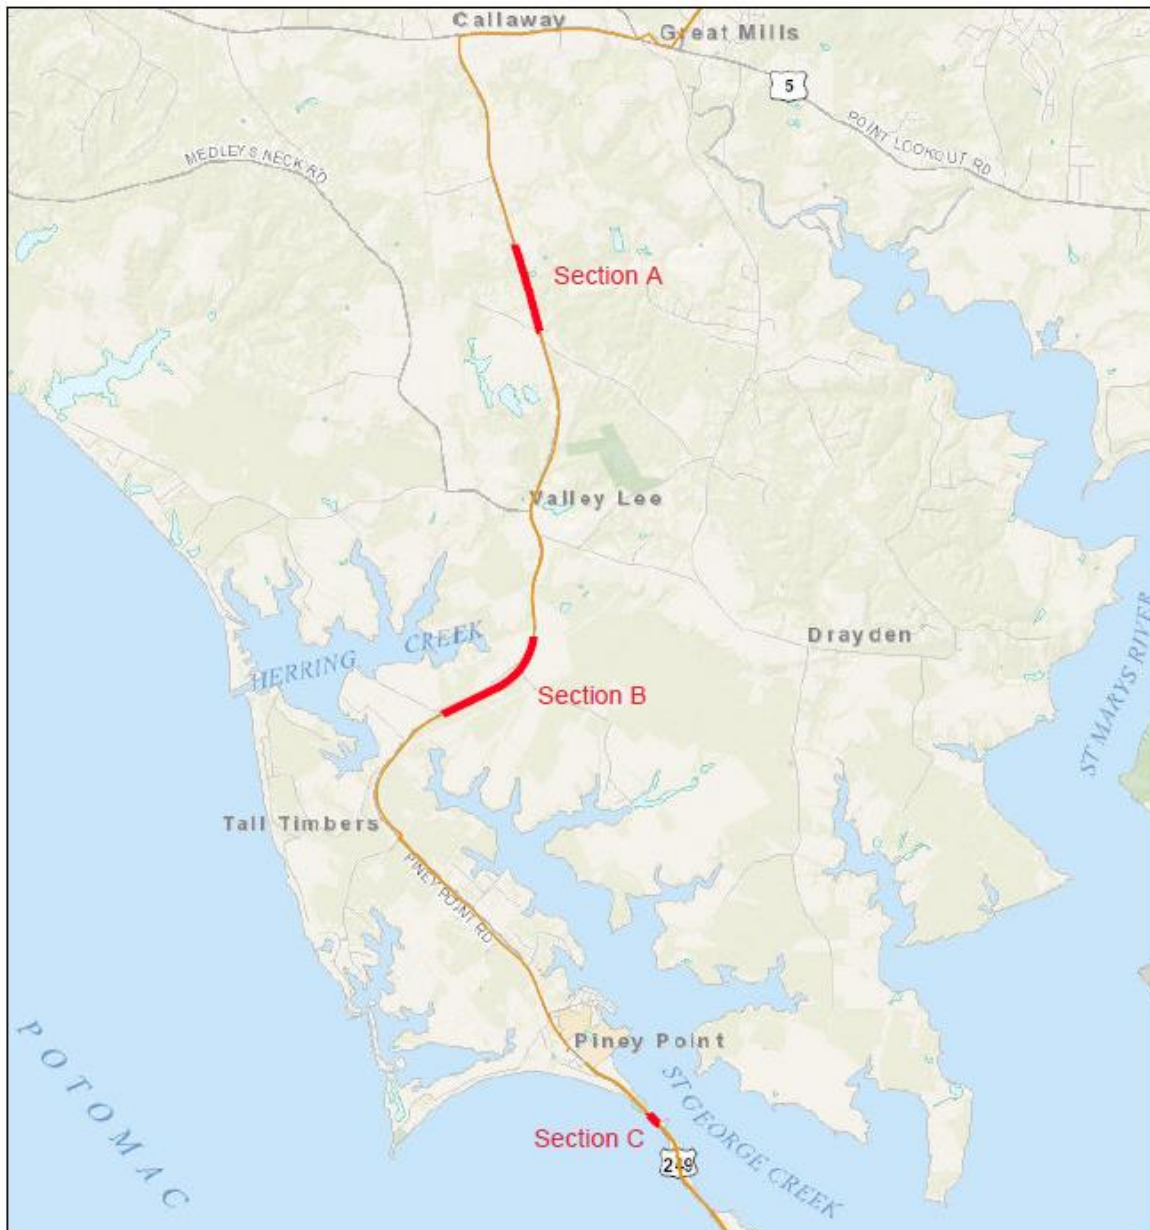 Callaway
Great Mills
5
POINT LOOKOUT RD
MEDLEYS NECK RD
Section A
Valley Lee
HERRING CREEK
Drayden
ST MARYS RIVER
Section B
Tall Timbers
PINEY POINT RD
Piney Point
POTOMAC
ST GEORGE CREEK
Section C
249